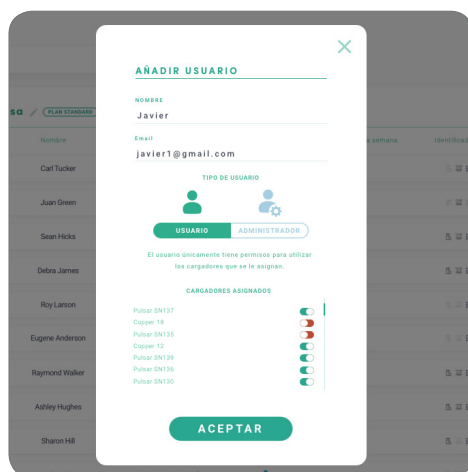 AÑADIR USUARIO
NOMBRE
Javier
Email
javier1@gmail.com
TIPO DE USUARIO
USUARIO
ADMINISTRADOR
El usuario únicamente tiene permisos para utilizar
los cargadores que se le asignan.
CARGADORES ASIGNADOS
Pulsar SN137
Copper 18
Pulsar SN135
Copper 12
Pulsar SN139
Pulsar SN136
Pulsar SN130
ACEPTAR
sa
PLAN STANDARD
Nombre
semana
Carl Tucker
Juan Green
Sean Hicks
Debra James
Roy Larson
Eugene Anderson
Raymond Walker
Ashley Hughes
Sharon Hill